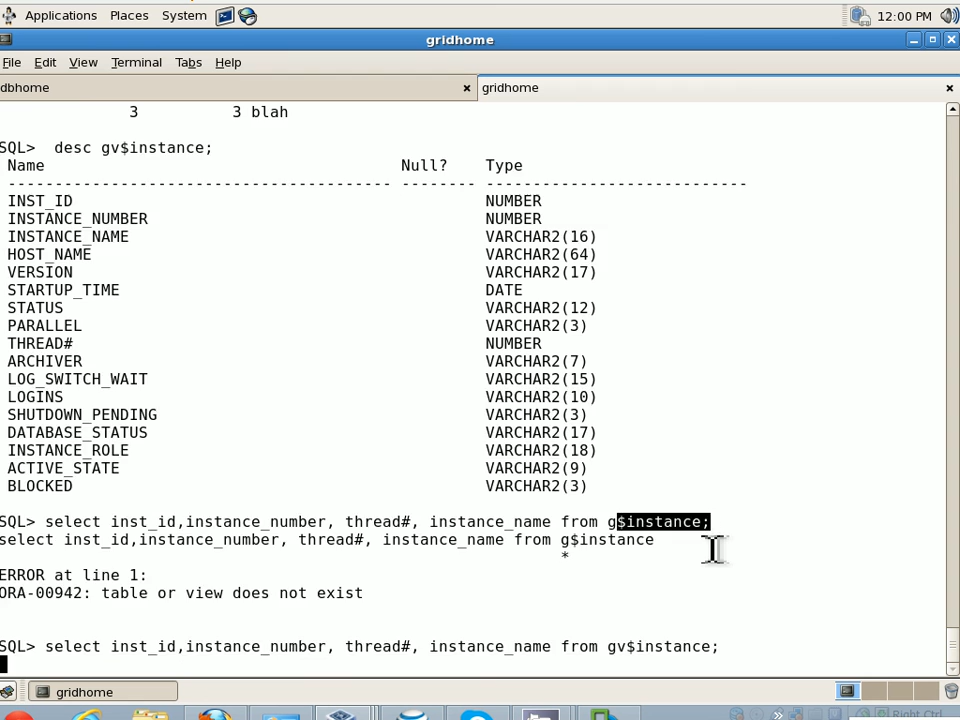 Applications Places System 12:00 PM
gridhome
File Edit View Terminal Tabs Help
dbhome × gridhome ×
3 3 blah
SQL> desc gv$instance;
Name Null? Type
----------------------------------------- -------- ----------------------------
INST_ID NUMBER
INSTANCE_NUMBER NUMBER
INSTANCE_NAME VARCHAR2(16)
HOST_NAME VARCHAR2(64)
VERSION VARCHAR2(17)
STARTUP_TIME DATE
STATUS VARCHAR2(12)
PARALLEL VARCHAR2(3)
THREAD# NUMBER
ARCHIVER VARCHAR2(7)
LOG_SWITCH_WAIT VARCHAR2(15)
LOGINS VARCHAR2(10)
SHUTDOWN_PENDING VARCHAR2(3)
DATABASE_STATUS VARCHAR2(17)
INSTANCE_ROLE VARCHAR2(18)
ACTIVE_STATE VARCHAR2(9)
BLOCKED VARCHAR2(3)
SQL> select inst_id,instance_number, thread#, instance_name from g$instance;
select inst_id,instance_number, thread#, instance_name from g$instance
*
ERROR at line 1:
ORA-00942: table or view does not exist
SQL> select inst_id,instance_number, thread#, instance_name from gv$instance;
gridhome
Right Ctrl